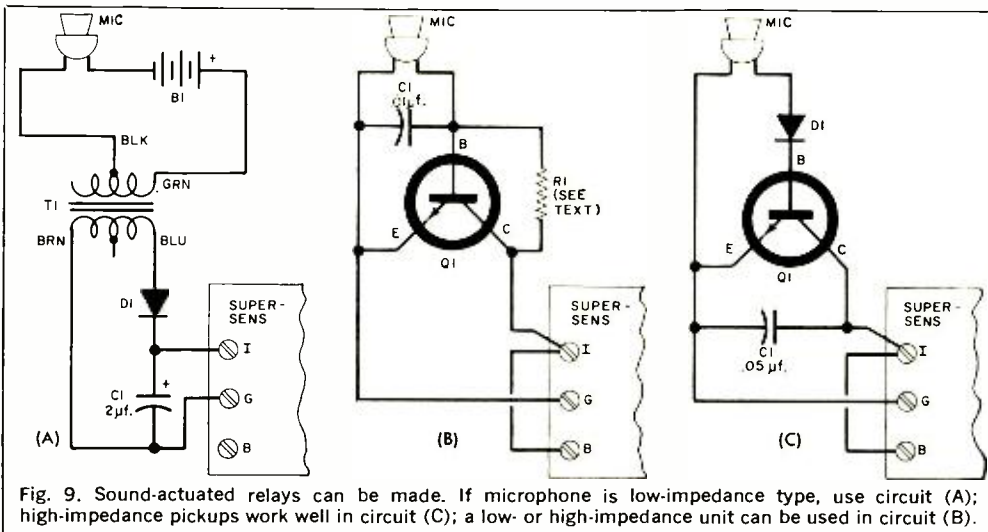 MIC
B1
+
BLK
GRN
T1
BRN
BLU
D1
SUPER-
SENS
I
+
C1
2µf.
G
B
(A)
MIC
C1
.01µf.
B
R1
(SEE
TEXT)
E
C
Q1
SUPER-
SENS
I
G
B
(B)
MIC
D1
B
E
C
Q1
SUPER-
SENS
C1
.05µf.
I
G
B
(C)
Fig. 9. Sound-actuated relays can be made. If microphone is low-impedance type, use circuit (A);
high-impedance pickups work well in circuit (C); a low- or high-impedance unit can be used in circuit (B).